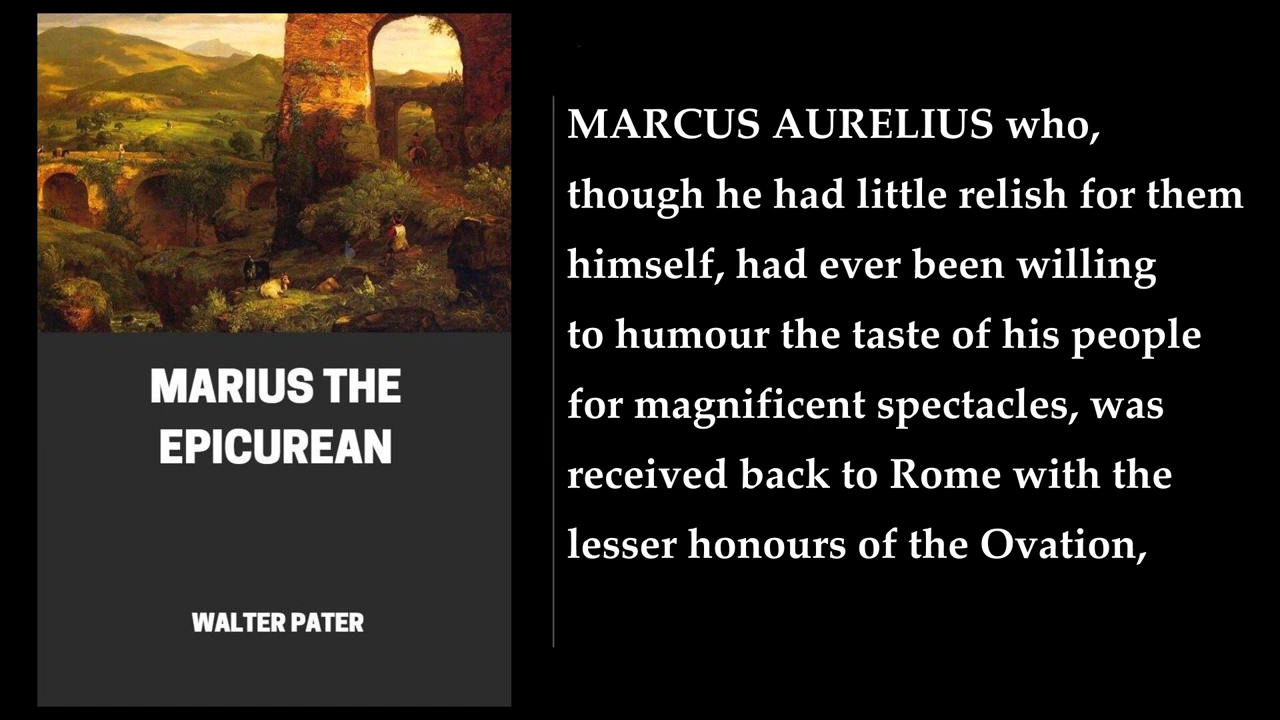 MARIUS THE
EPICUREAN
WALTER PATER
MARCUS AURELIUS who,
though he had little relish for them
himself, had ever been willing
to humour the taste of his people
for magnificent spectacles, was
received back to Rome with the
lesser honours of the Ovation,